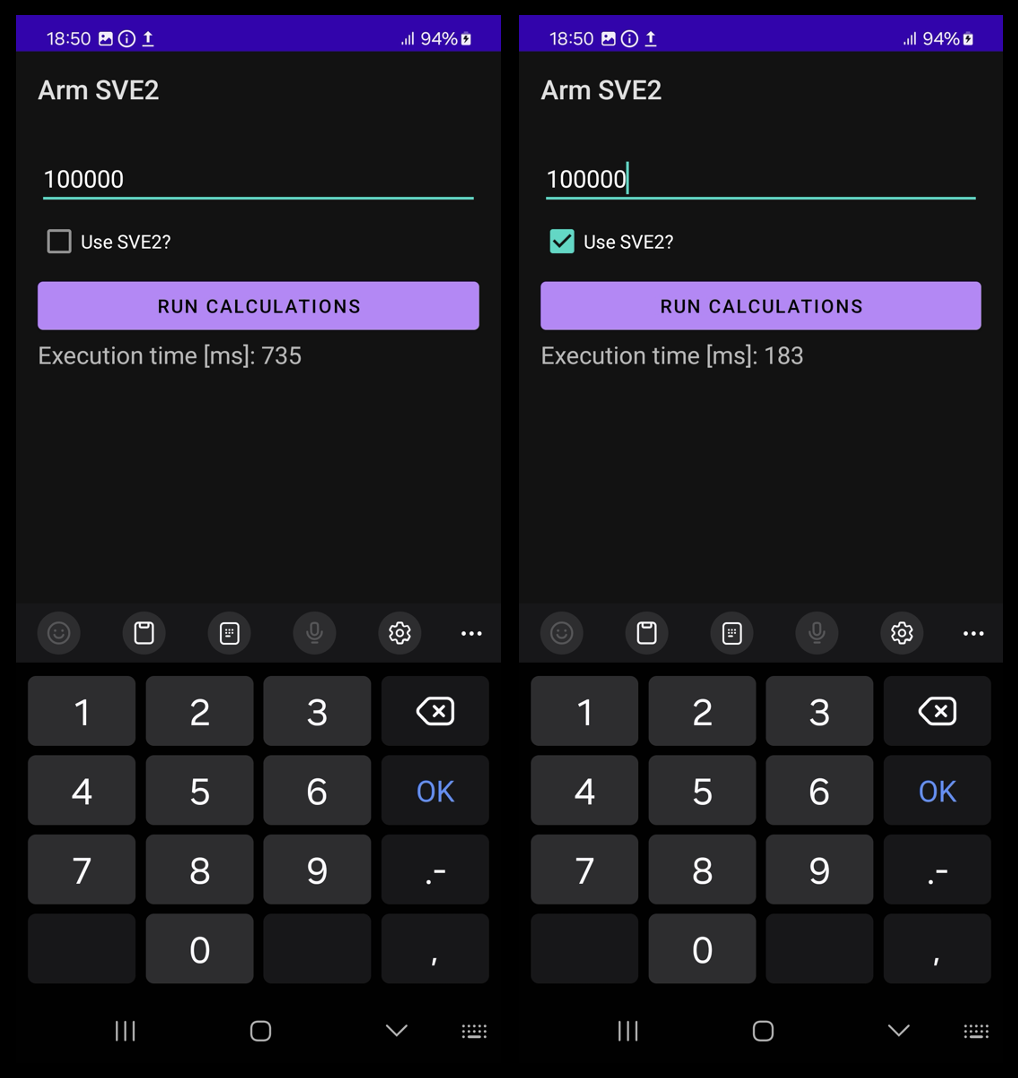 18:50 94%
Arm SVE2
100000
Use SVE2?
RUN CALCULATIONS
Execution time [ms]: 735
1 2 3
4 5 6 OK
7 8 9 .-
0 ,
18:50 94%
Arm SVE2
100000
Use SVE2?
RUN CALCULATIONS
Execution time [ms]: 183
1 2 3
4 5 6 OK
7 8 9 .-
0 ,